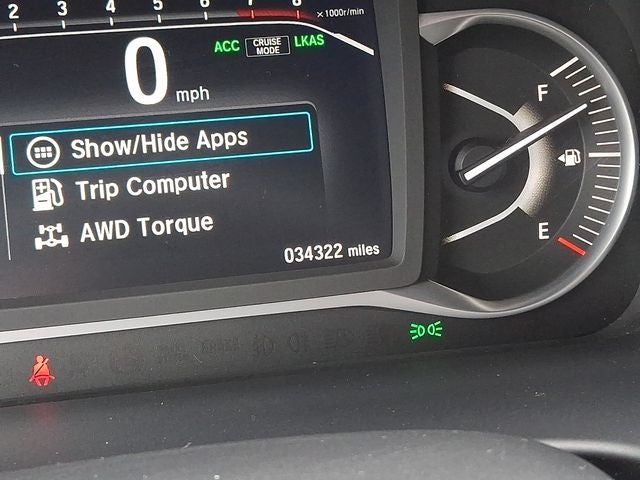 2 3 4 5 6 7 8 x1000r/min
ACC CRUISE MODE LKAS
0 mph
Show/Hide Apps
Trip Computer
AWD Torque
034322 miles
F
E